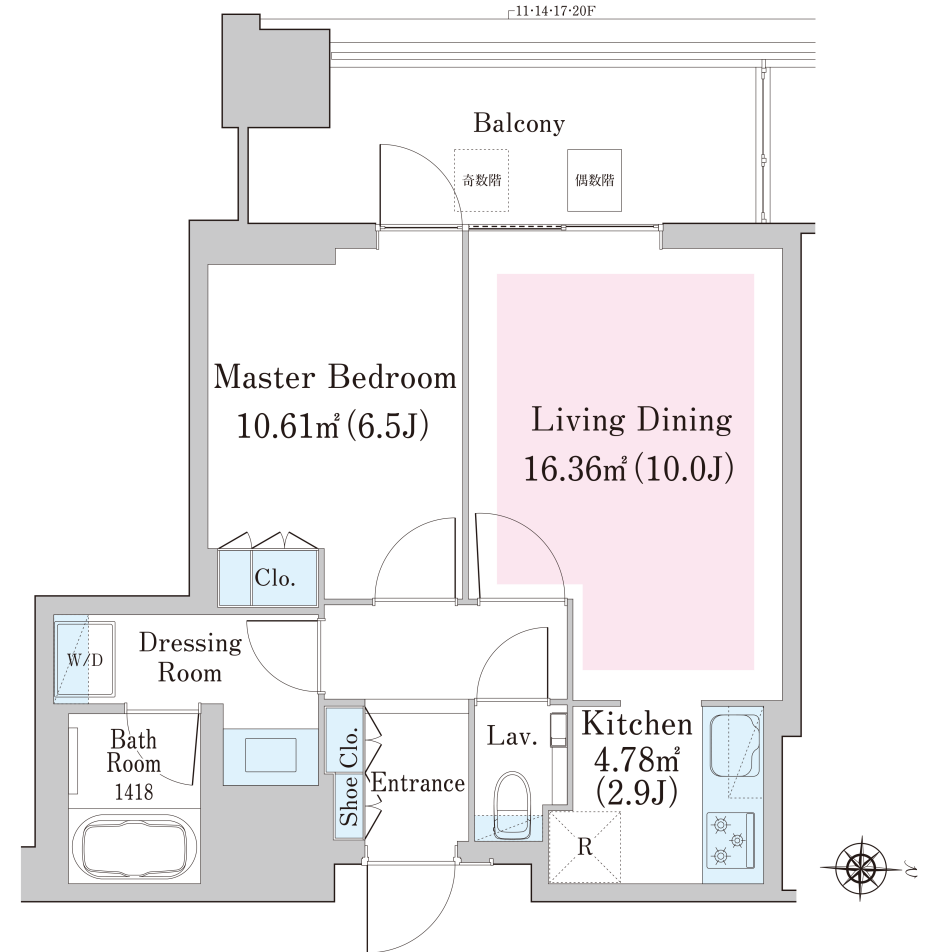 11·14·17·20F
Balcony
奇数階
偶数階
Master Bedroom
10.61㎡(6.5J)
Living Dining
16.36㎡(10.0J)
Clo.
W/D
Dressing
Room
Bath
Room
1418
Shoe Clo.
Entrance
Lav.
Kitchen
4.78㎡
(2.9J)
R
N